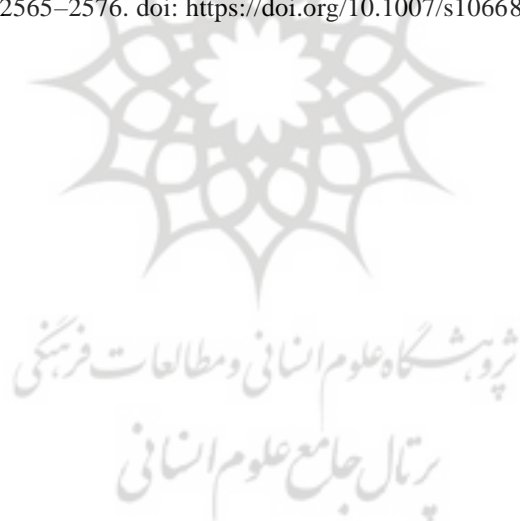 2565–2576. doi: https://doi.org/10.1007/s10668
پژوهشگاه علوم انسانی و مطالعات فرهنگی
پرتال جامع علوم انسانی